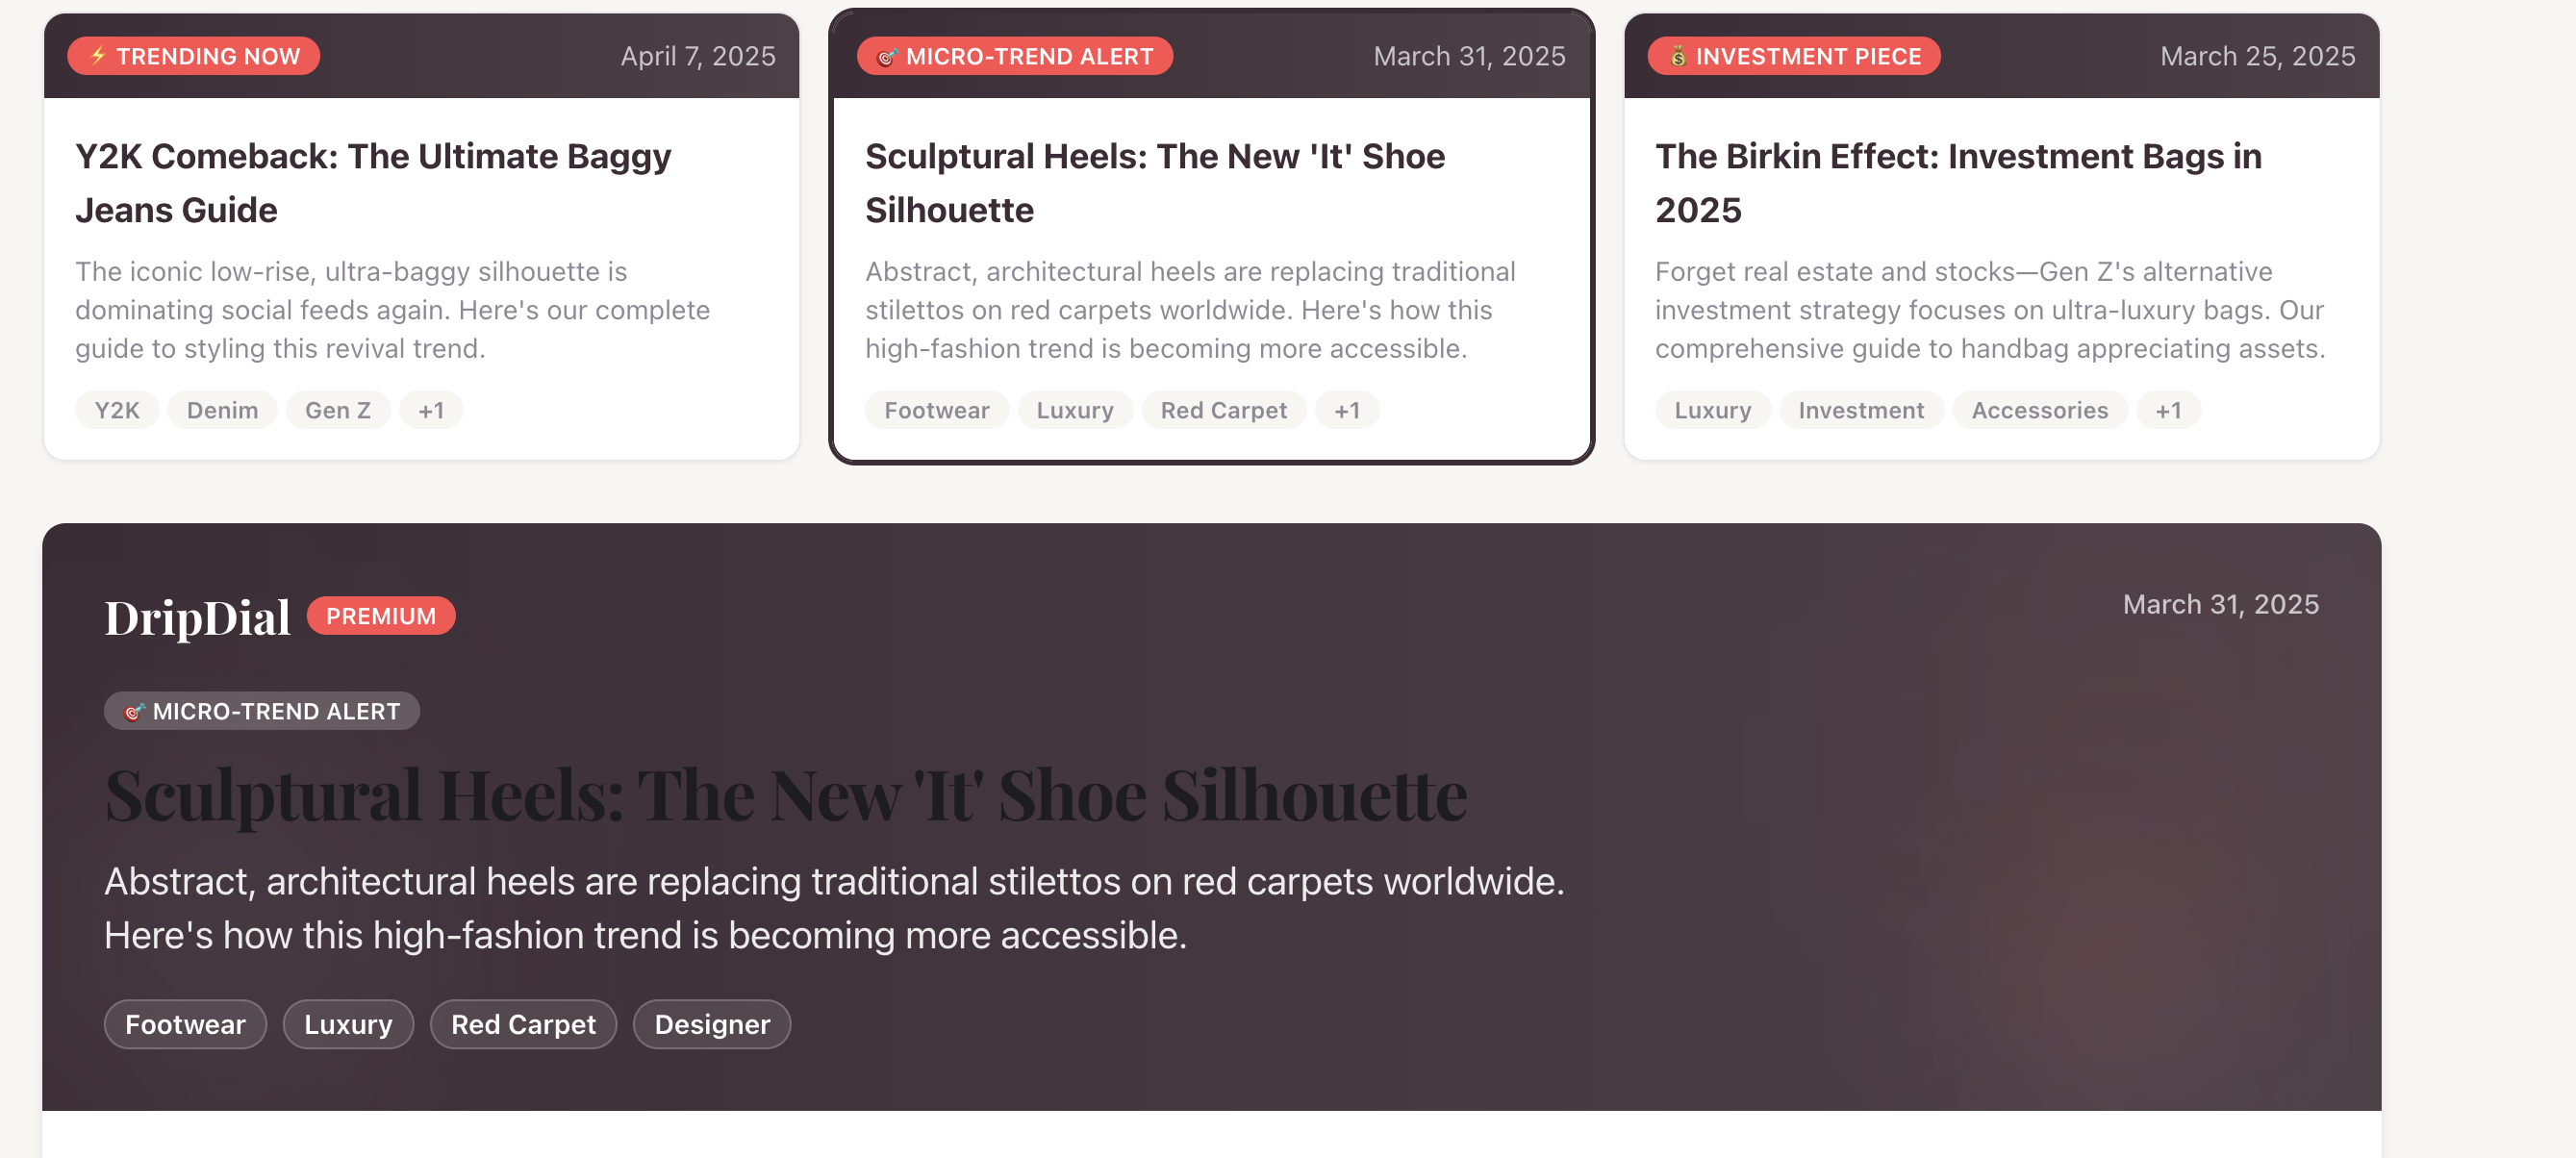 ⚡ TRENDING NOW
April 7, 2025
Y2K Comeback: The Ultimate Baggy
Jeans Guide
The iconic low-rise, ultra-baggy silhouette is
dominating social feeds again. Here's our complete
guide to styling this revival trend.
Y2K Denim Gen Z +1
🎯 MICRO-TREND ALERT
March 31, 2025
Sculptural Heels: The New 'It' Shoe
Silhouette
Abstract, architectural heels are replacing traditional
stilettos on red carpets worldwide. Here's how this
high-fashion trend is becoming more accessible.
Footwear Luxury Red Carpet +1
💰 INVESTMENT PIECE
March 25, 2025
The Birkin Effect: Investment Bags in
2025
Forget real estate and stocks—Gen Z's alternative
investment strategy focuses on ultra-luxury bags. Our
comprehensive guide to handbag appreciating assets.
Luxury Investment Accessories +1
DripDial PREMIUM
March 31, 2025
🎯 MICRO-TREND ALERT
Sculptural Heels: The New 'It' Shoe Silhouette
Abstract, architectural heels are replacing traditional stilettos on red carpets worldwide.
Here's how this high-fashion trend is becoming more accessible.
Footwear Luxury Red Carpet Designer